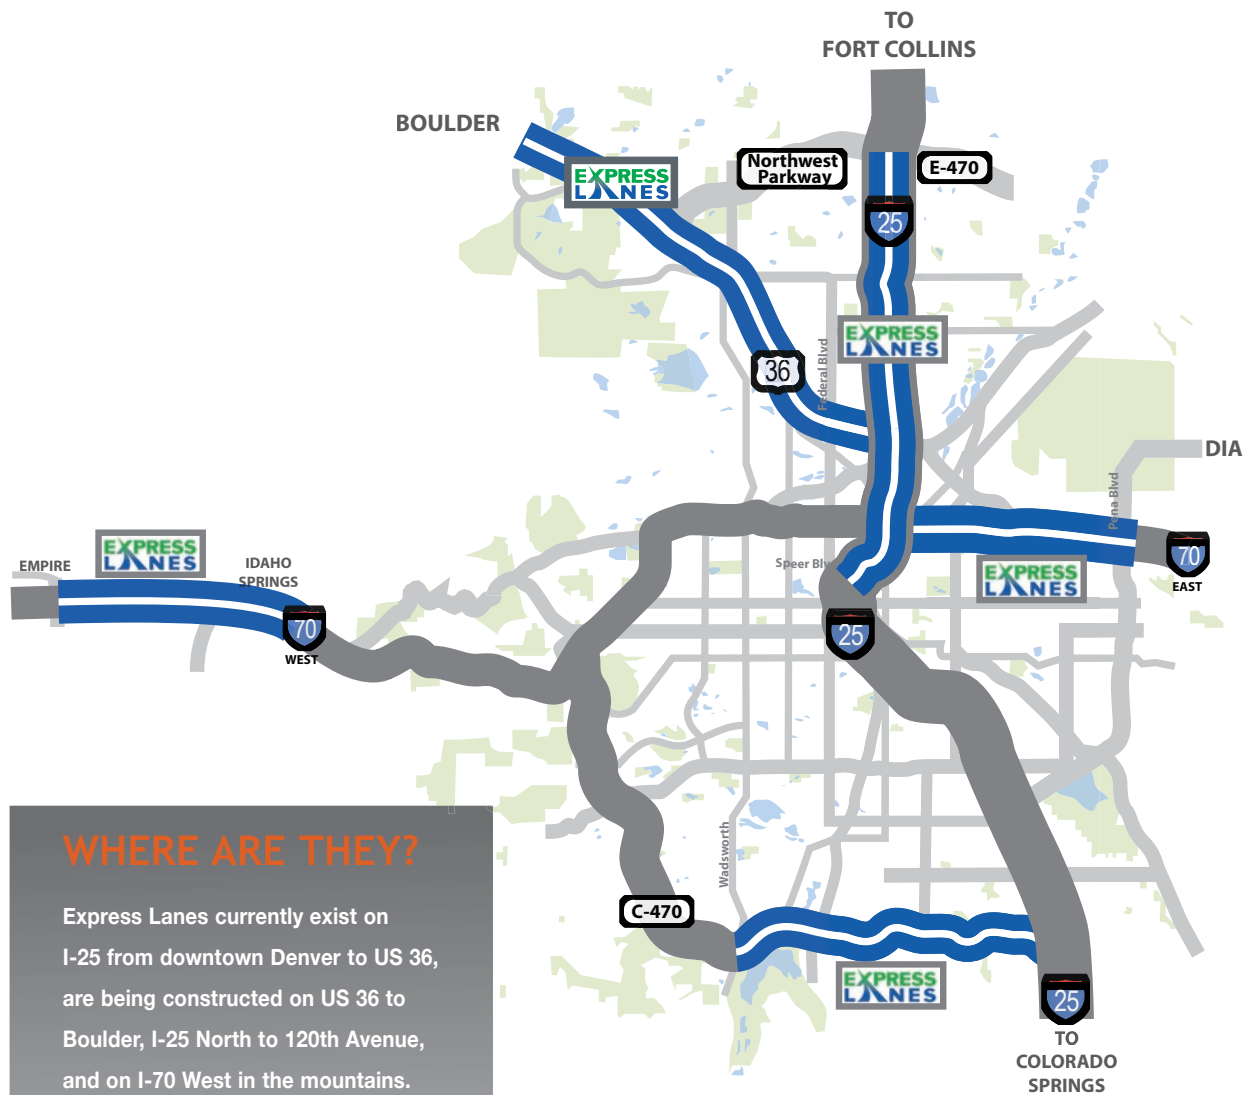 TO
FORT COLLINS
BOULDER
EXPRESS
LANES
Northwest
Parkway
E-470
25
EXPRESS
LANES
Federal Blvd
36
DIA
Pena Blvd
EXPRESS
LANES
EMPIRE
IDAHO
SPRINGS
Speer Blv
70
EAST
EXPRESS
LANES
70
WEST
25
WHERE ARE THEY?
Express Lanes currently exist on
I-25 from downtown Denver to US 36,
are being constructed on US 36 to
Boulder, I-25 North to 120th Avenue,
and on I-70 West in the mountains.
Wadsworth
C-470
EXPRESS
LANES
25
TO
COLORADO
SPRINGS